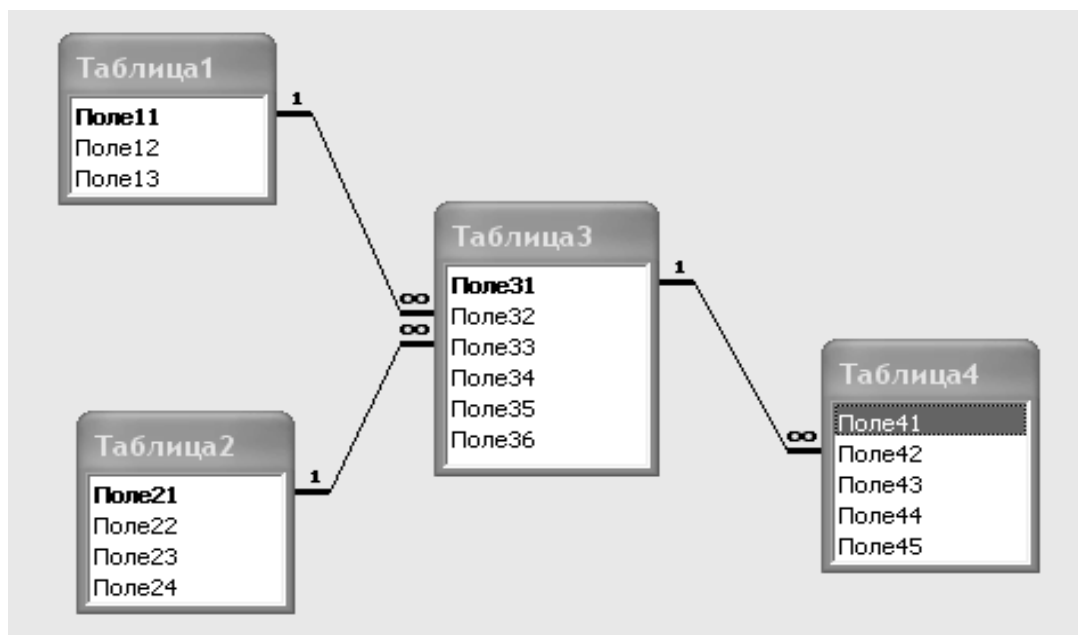 Таблица1
Поле11
Поле12
Поле13
1
∞
∞
Таблица3
Поле31
Поле32
Поле33
Поле34
Поле35
Поле36
1
∞
Таблица2
Поле21
Поле22
Поле23
Поле24
1
Таблица4
Поле41
Поле42
Поле43
Поле44
Поле45